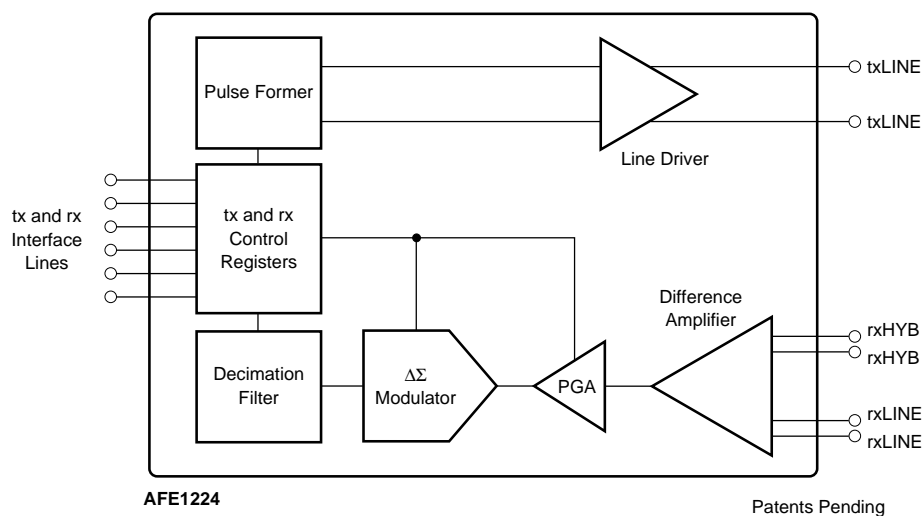 Pulse Former
txLINE
txLINE
Line Driver
tx and rx
Interface
Lines
tx and rx
Control
Registers
Difference
Amplifier
rxHYB
rxHYB
Decimation
Filter
ΔΣ
Modulator
PGA
rxLINE
rxLINE
AFE1224
Patents Pending